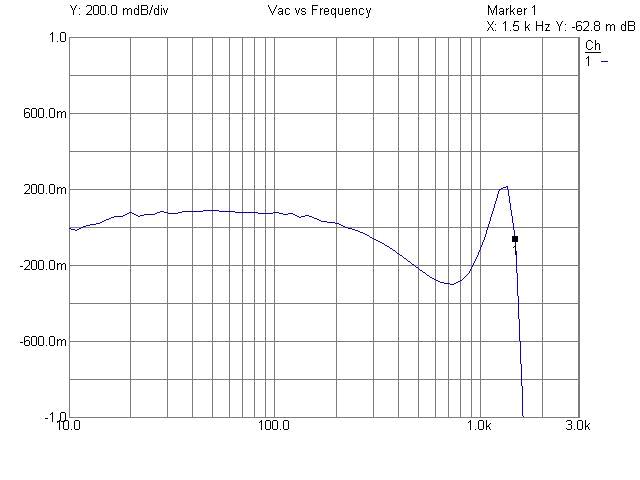 Y: 200.0 mdB/div Vac vs Frequency Marker 1
X: 1.5 k Hz Y: -62.8 m dB
1.0
Ch
1
600.0m
200.0m
-200.0m
-600.0m
-1.0
10.0 100.0 1.0k 3.0k